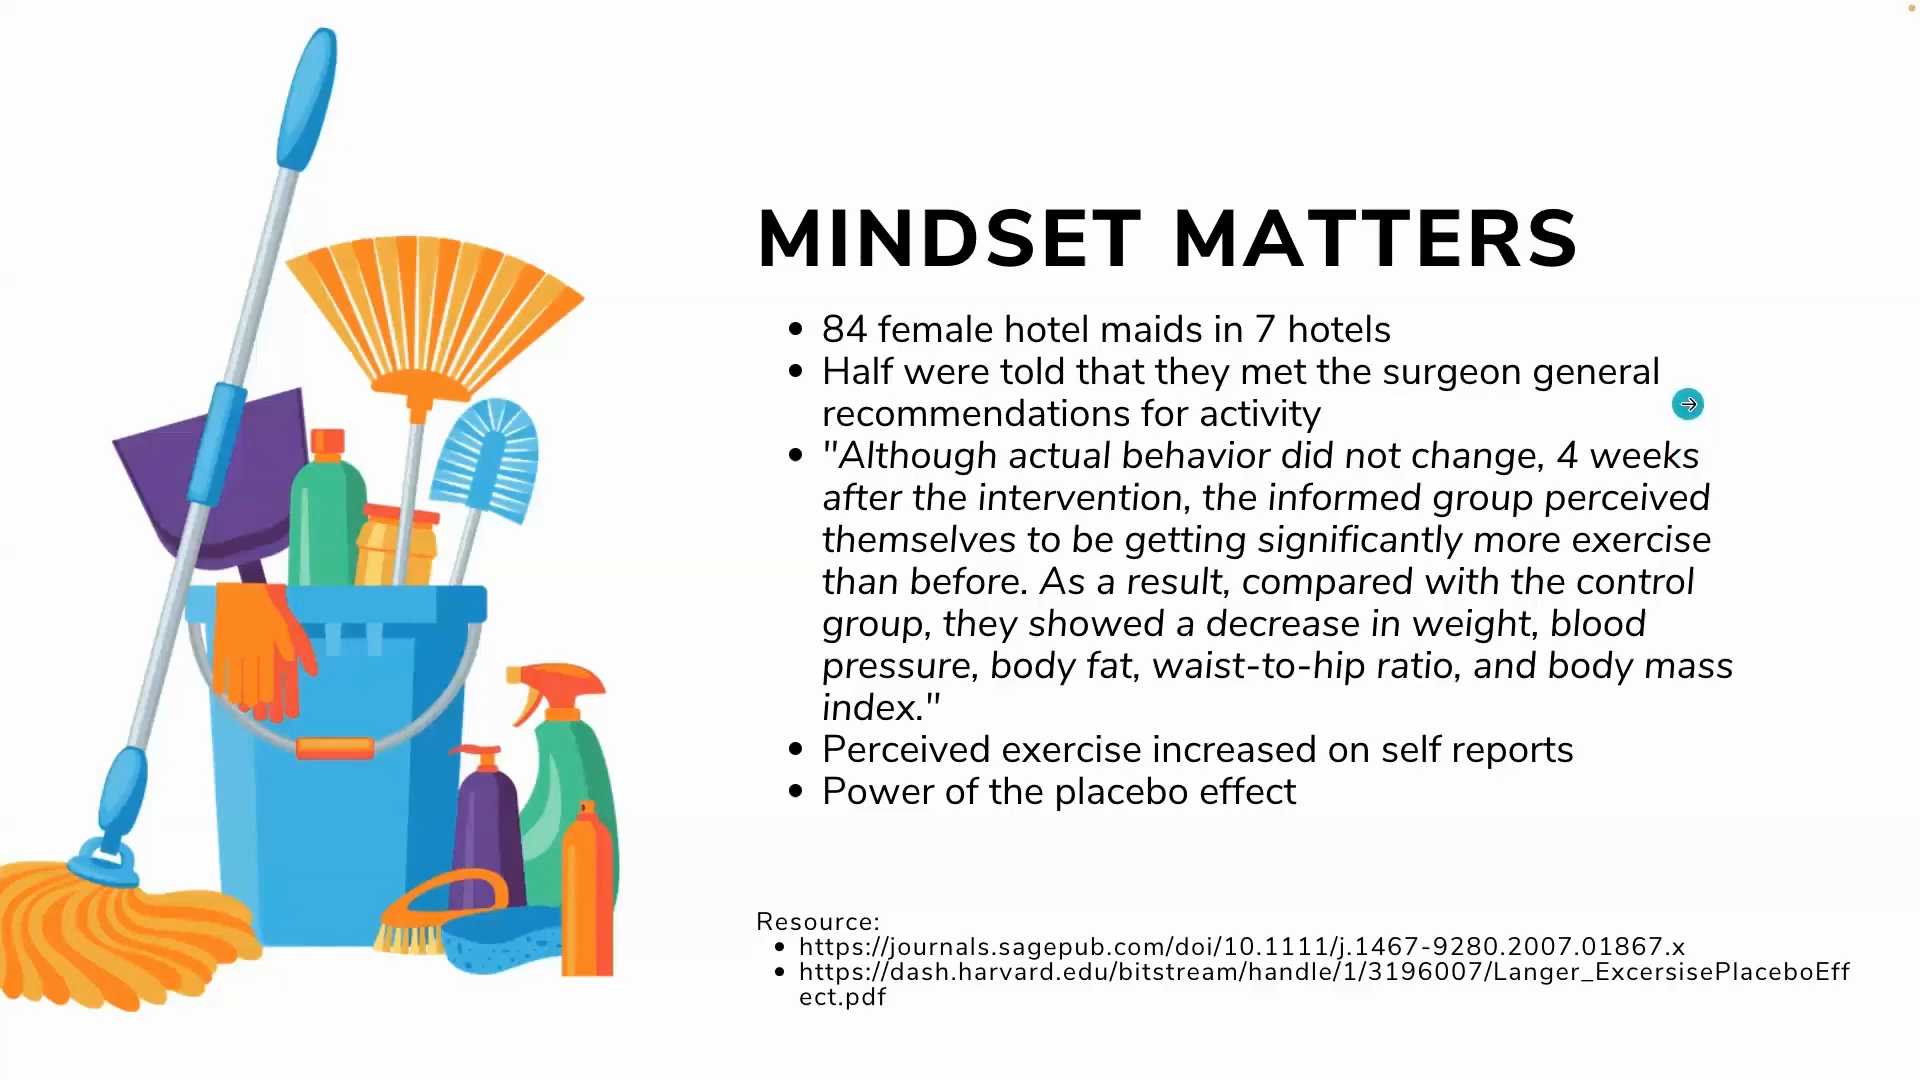 MINDSET MATTERS
• 84 female hotel maids in 7 hotels
• Half were told that they met the surgeon general
recommendations for activity
• "Although actual behavior did not change, 4 weeks
after the intervention, the informed group perceived
themselves to be getting significantly more exercise
than before. As a result, compared with the control
group, they showed a decrease in weight, blood
pressure, body fat, waist-to-hip ratio, and body mass
index."
• Perceived exercise increased on self reports
• Power of the placebo effect
Resource:
• https://journals.sagepub.com/doi/10.1111/j.1467-9280.2007.01867.x
• https://dash.harvard.edu/bitstream/handle/1/3196007/Langer_ExcersisePlaceboEff
ect.pdf